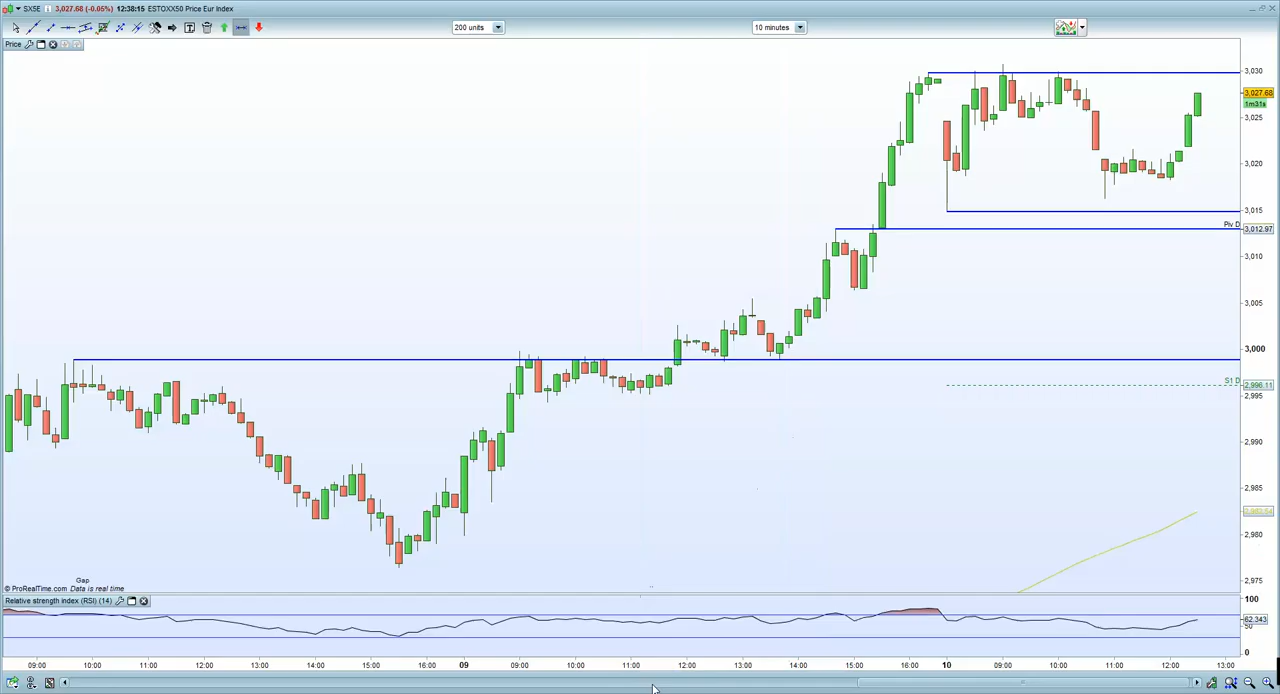 SX5E 3,027.68 (-0.05%) 12:38:15 ESTOXX50 Price Eur Index
200 units
10 minutes
Price
3,030
3,027.68
1m31s
3,025
3,020
3,015
Piv D
3,012.97
3,010
3,005
3,000
S1 D
2,996.11
2,995
2,990
2,985
2,980
2,975
Gap
© ProRealTime.com Data is real time
Relative strength index (RSI) (14)
100
62.343
50
0
09:00 10:00 11:00 12:00 13:00 14:00 15:00 16:00 09 09:00 10:00 11:00 12:00 13:00 14:00 15:00 16:00 10 09:00 10:00 11:00 12:00 13:00